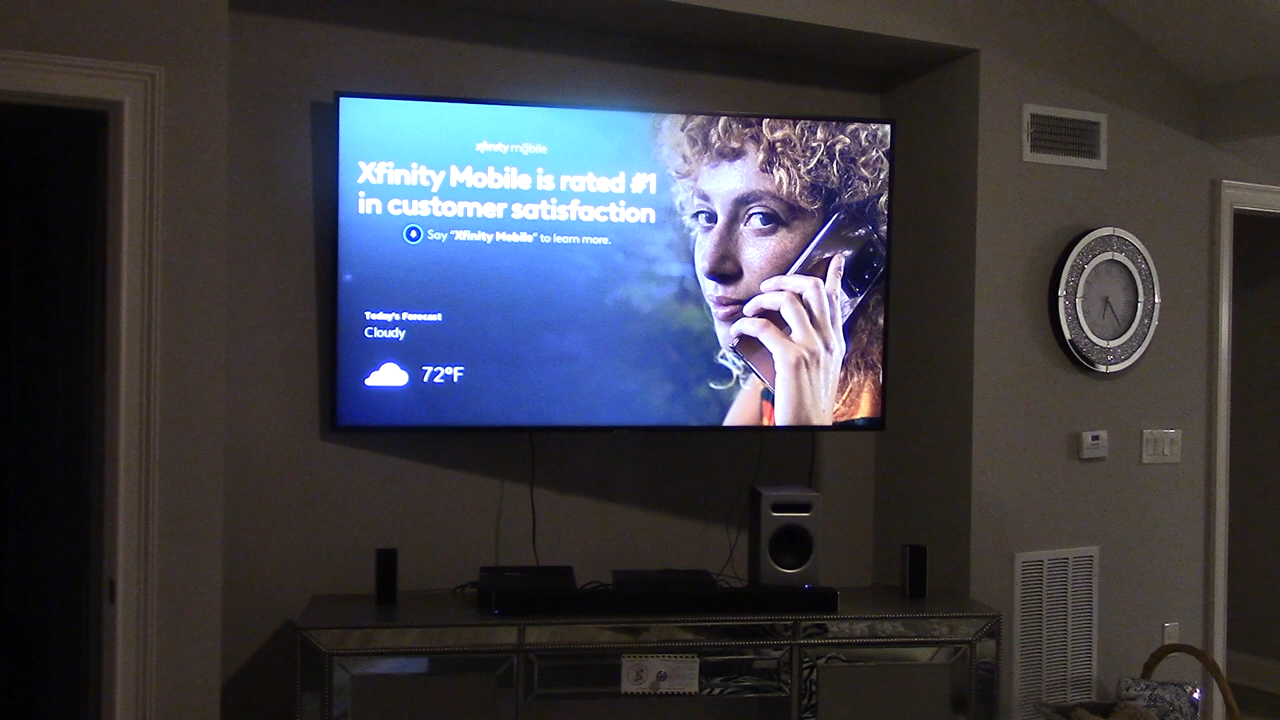 xfinity mobile
Xfinity Mobile is rated #1
in customer satisfaction
Say "Xfinity Mobile" to learn more.
Today's Forecast
Cloudy
72°F